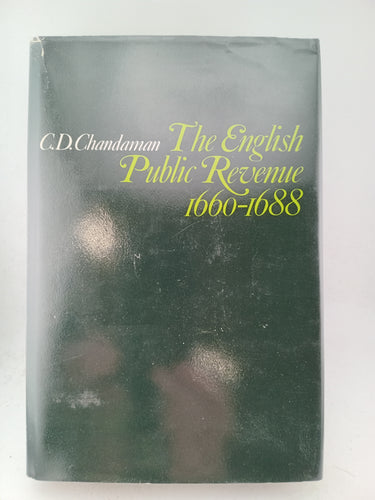 C.D.Chandaman The English
Public Revenue
1660-1688